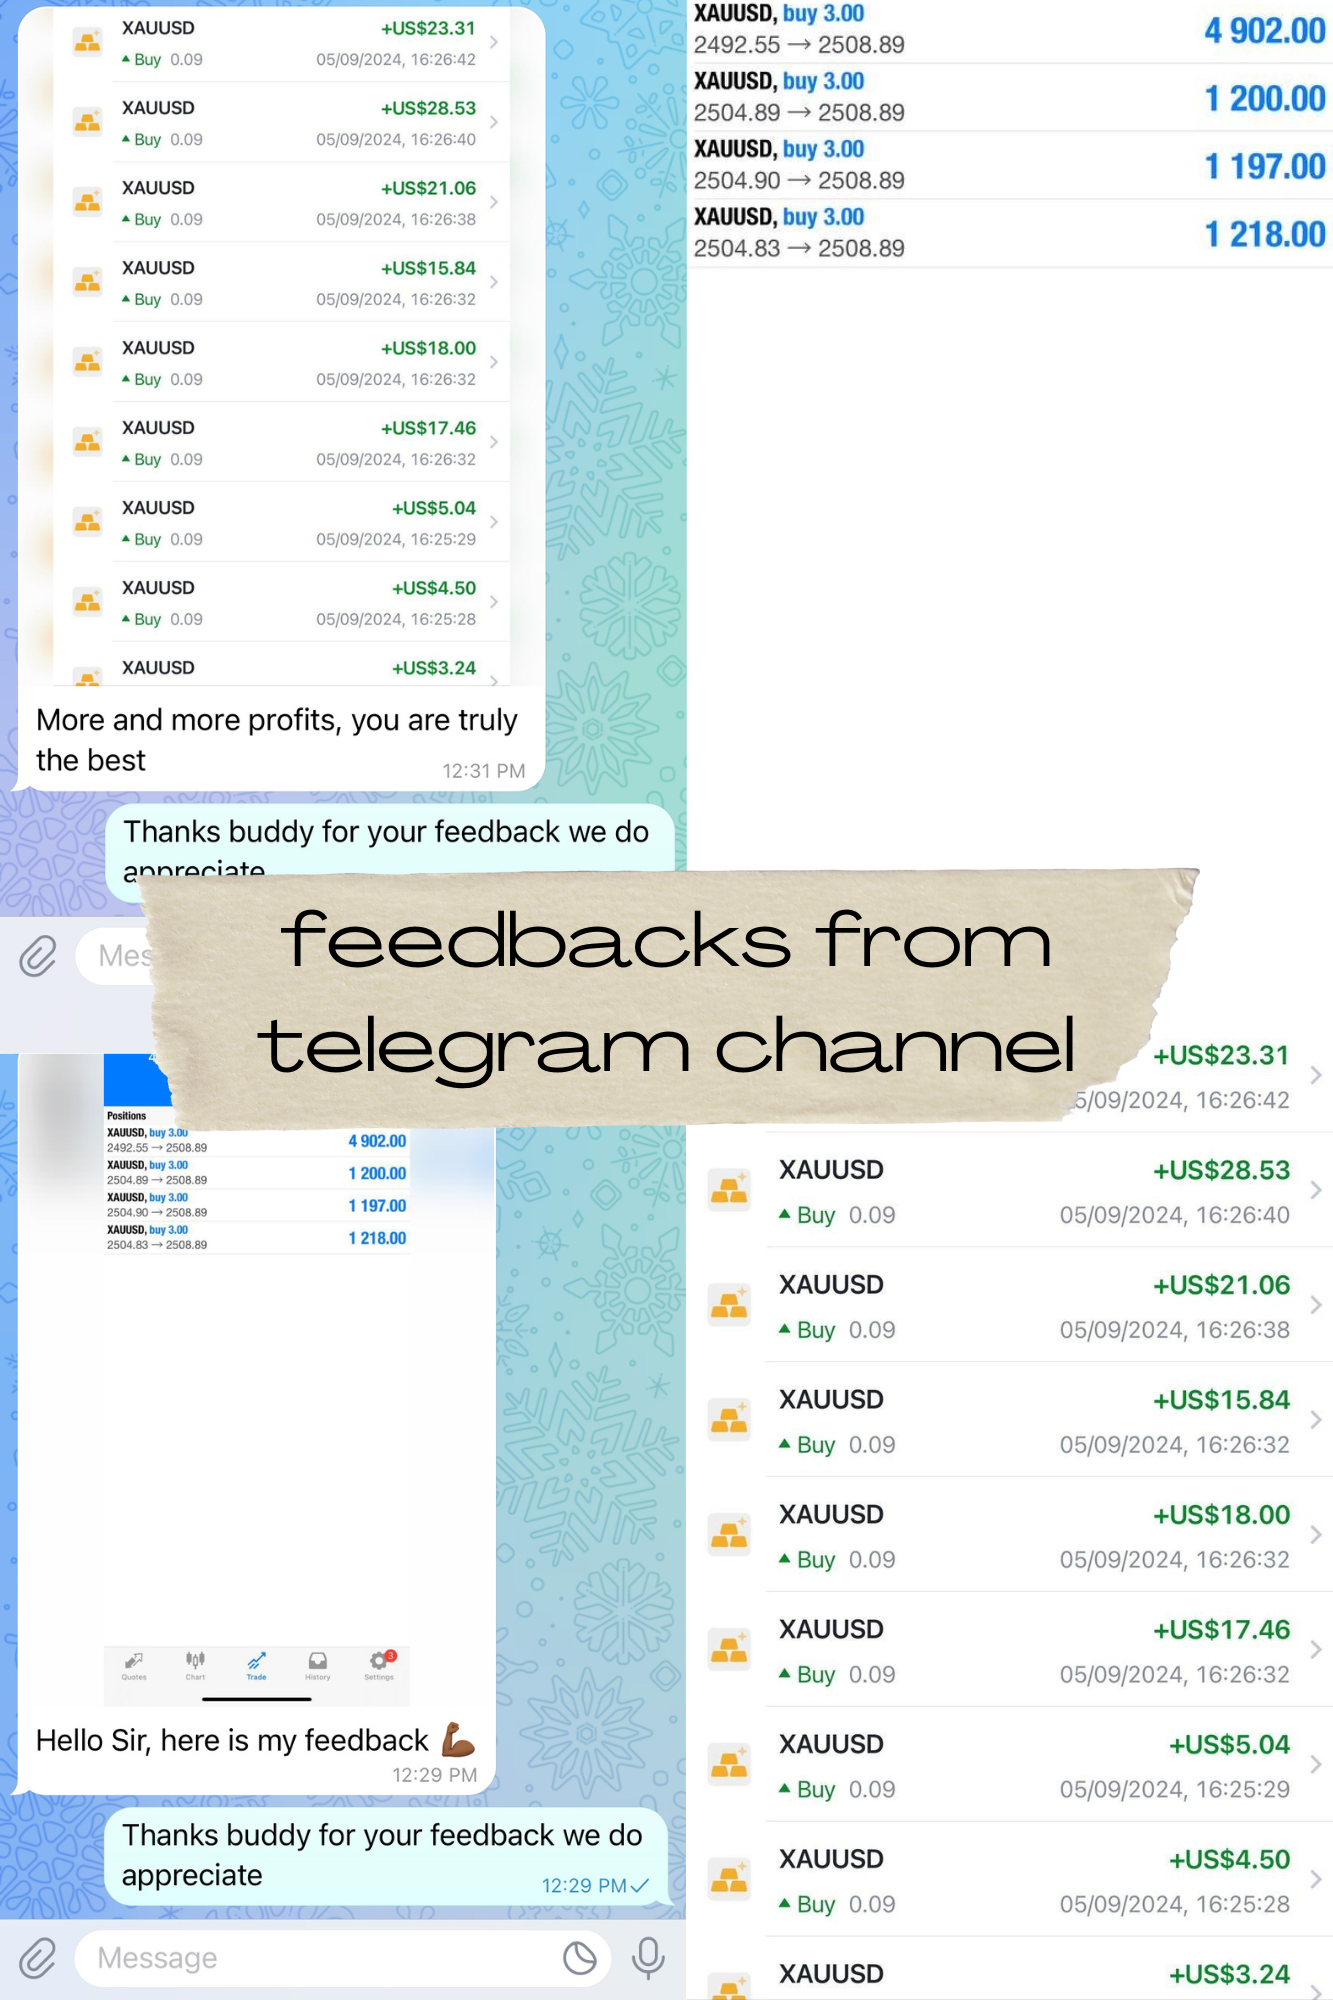 XAUUSD +US$23.31
Buy 0.09 05/09/2024, 16:26:42
XAUUSD +US$28.53
Buy 0.09 05/09/2024, 16:26:40
XAUUSD +US$21.06
Buy 0.09 05/09/2024, 16:26:38
XAUUSD +US$15.84
Buy 0.09 05/09/2024, 16:26:32
XAUUSD +US$18.00
Buy 0.09 05/09/2024, 16:26:32
XAUUSD +US$17.46
Buy 0.09 05/09/2024, 16:26:32
XAUUSD +US$5.04
Buy 0.09 05/09/2024, 16:25:29
XAUUSD +US$4.50
Buy 0.09 05/09/2024, 16:25:28
XAUUSD +US$3.24
More and more profits, you are truly
the best
12:31 PM
Thanks buddy for your feedback we do
appreciate
XAUUSD, buy 3.00 4 902.00
2492.55 → 2508.89
XAUUSD, buy 3.00 1 200.00
2504.89 → 2508.89
XAUUSD, buy 3.00 1 197.00
2504.90 → 2508.89
XAUUSD, buy 3.00 1 218.00
2504.83 → 2508.89
feedbacks from
telegram channel
Positions
XAUUSD, buy 3.00 4 902.00
2492.55 → 2508.89
XAUUSD, buy 3.00 1 200.00
2504.89 → 2508.89
XAUUSD, buy 3.00 1 197.00
2504.90 → 2508.89
XAUUSD, buy 3.00 1 218.00
2504.83 → 2508.89
Quotes Chart Trade History Settings 3
Hello Sir, here is my feedback 💪🏾
12:29 PM
Thanks buddy for your feedback we do
appreciate
12:29 PM
Message
+US$23.31
5/09/2024, 16:26:42
XAUUSD +US$28.53
Buy 0.09 05/09/2024, 16:26:40
XAUUSD +US$21.06
Buy 0.09 05/09/2024, 16:26:38
XAUUSD +US$15.84
Buy 0.09 05/09/2024, 16:26:32
XAUUSD +US$18.00
Buy 0.09 05/09/2024, 16:26:32
XAUUSD +US$17.46
Buy 0.09 05/09/2024, 16:26:32
XAUUSD +US$5.04
Buy 0.09 05/09/2024, 16:25:29
XAUUSD +US$4.50
Buy 0.09 05/09/2024, 16:25:28
XAUUSD +US$3.24